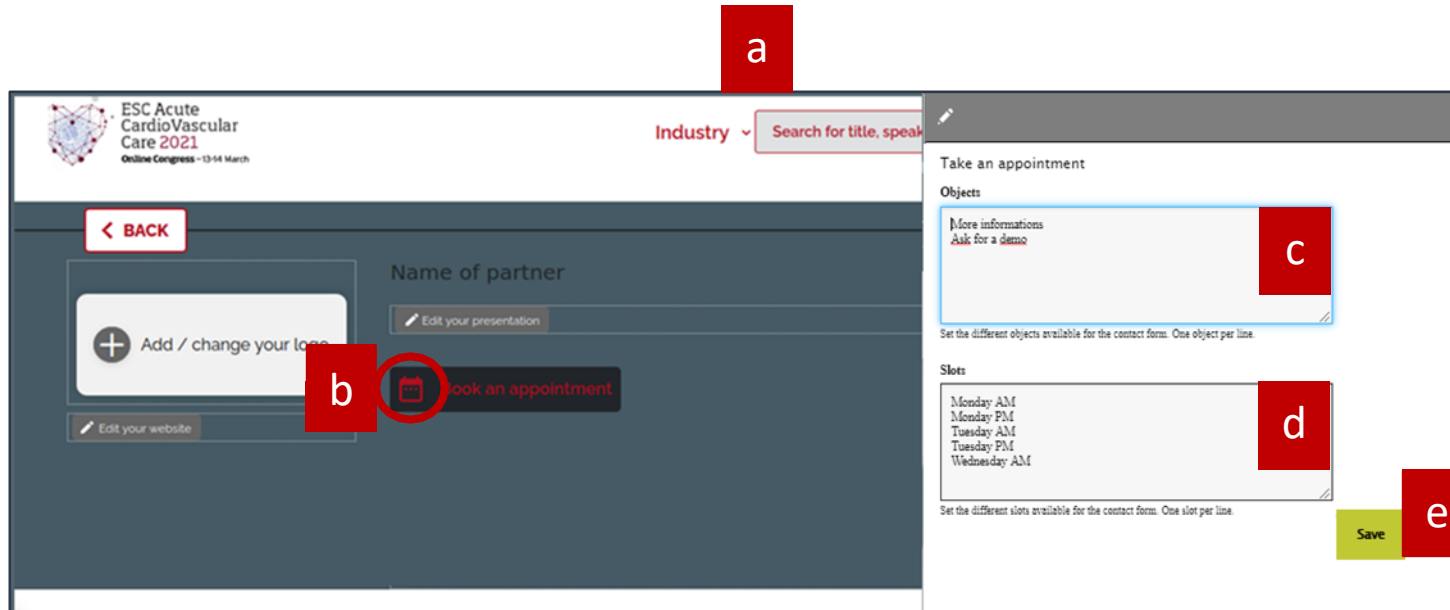 a
ESC Acute
CardioVascular
Care 2021
Online Congress – 13-14 March
Industry
Search for title, speak
BACK
Name of partner
Edit your presentation
Add / change your logo
b
Book an appointment
Edit your website
Take an appointment
Objects
More informations
Ask for a demo
c
Set the different objects available for the contact form. One object per line.
Slots
Monday AM
Monday PM
Tuesday AM
Tuesday PM
Wednesday AM
d
Set the different slots available for the contact form. One slot per line.
Save
e